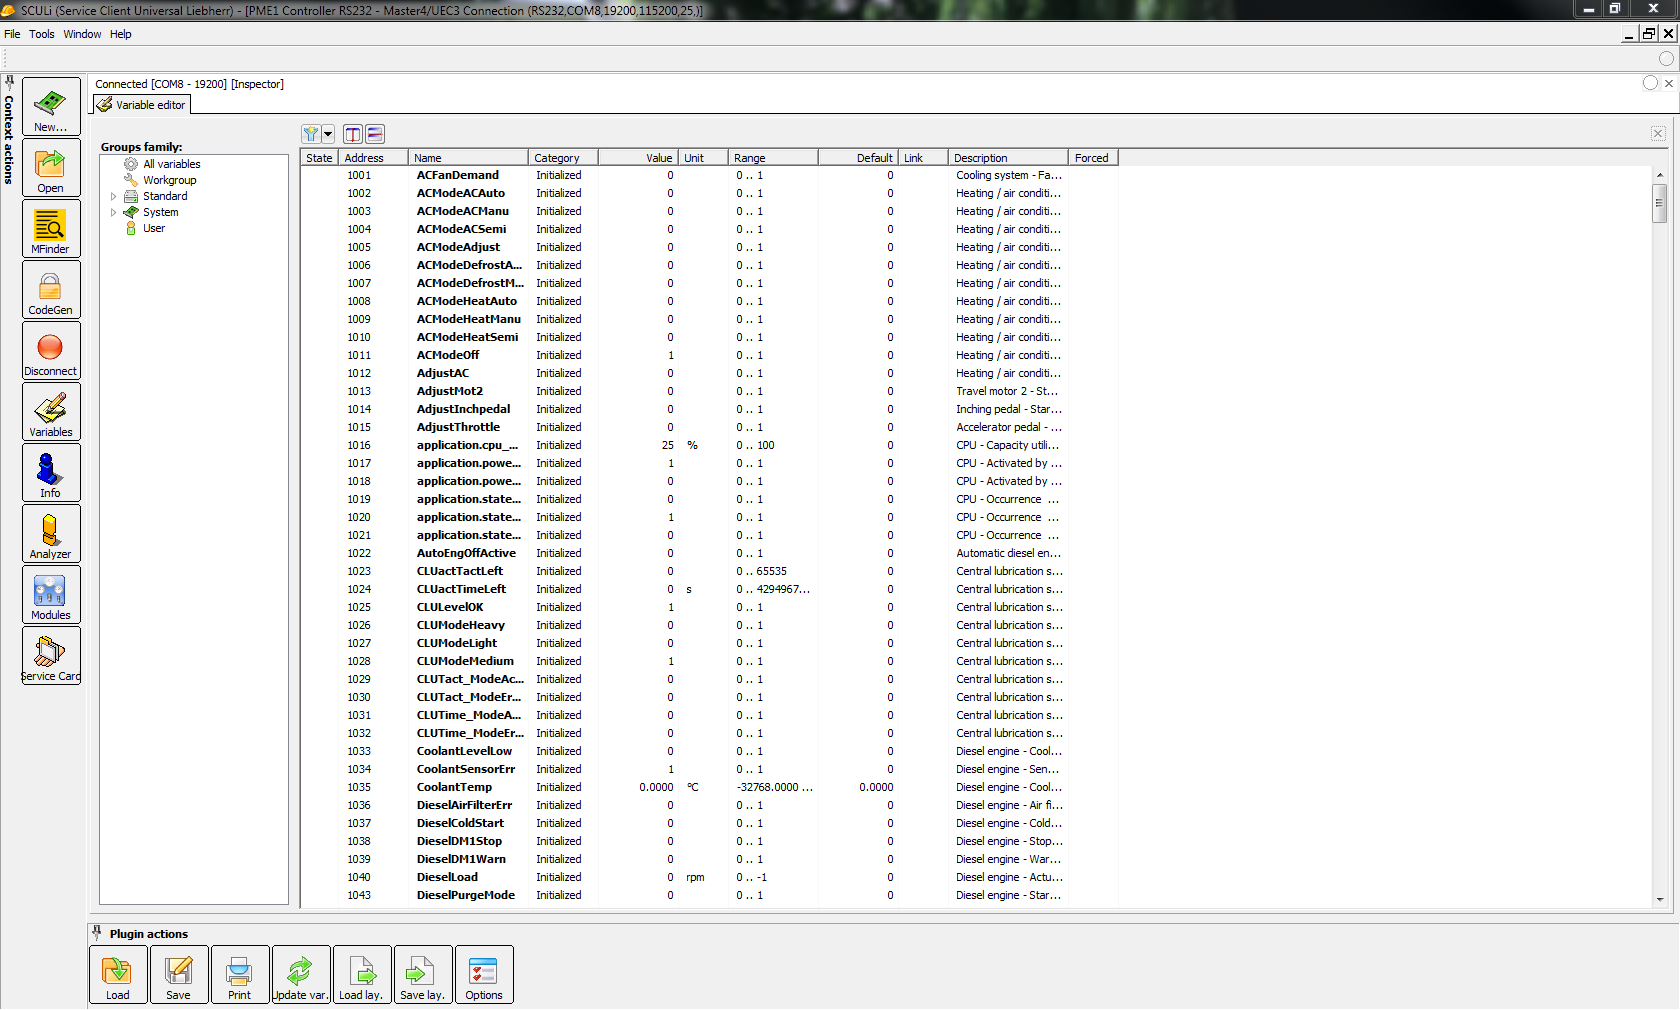 SCULi (Service Client Universal Liebherr) - [PME1 Controller RS232 - Master4/UEC3 Connection (RS232,COM8,19200,115200,25,)]
File Tools Window Help
Context actions
New...
Open
MFinder
CodeGen
Disconnect
Variables
Info
Analyzer
Modules
Service Card
Connected [COM8 - 19200] [Inspector]
Variable editor
Groups family:
All variables
Workgroup
Standard
System
User
State Address Name Category Value Unit Range Default Link Description Forced
1001 ACFanDemand Initialized 0 0 .. 1 0 Cooling system - Fa...
1002 ACModeACAuto Initialized 0 0 .. 1 0 Heating / air conditi...
1003 ACModeACManu Initialized 0 0 .. 1 0 Heating / air conditi...
1004 ACModeACSemi Initialized 0 0 .. 1 0 Heating / air conditi...
1005 ACModeAdjust Initialized 0 0 .. 1 0 Heating / air conditi...
1006 ACModeDefrostA... Initialized 0 0 .. 1 0 Heating / air conditi...
1007 ACModeDefrostM... Initialized 0 0 .. 1 0 Heating / air conditi...
1008 ACModeHeatAuto Initialized 0 0 .. 1 0 Heating / air conditi...
1009 ACModeHeatManu Initialized 0 0 .. 1 0 Heating / air conditi...
1010 ACModeHeatSemi Initialized 0 0 .. 1 0 Heating / air conditi...
1011 ACModeOff Initialized 1 0 .. 1 0 Heating / air conditi...
1012 AdjustAC Initialized 0 0 .. 1 0 Heating / air conditi...
1013 AdjustMot2 Initialized 0 0 .. 1 0 Travel motor 2 - St...
1014 AdjustInchpedal Initialized 0 0 .. 1 0 Inching pedal - Star...
1015 AdjustThrottle Initialized 0 0 .. 1 0 Accelerator pedal - ...
1016 application.cpu_... Initialized 25 % 0 .. 100 0 CPU - Capacity utili...
1017 application.powe... Initialized 1 0 .. 1 0 CPU - Activated by ...
1018 application.powe... Initialized 0 0 .. 1 0 CPU - Activated by ...
1019 application.state... Initialized 0 0 .. 1 0 CPU - Occurrence ...
1020 application.state... Initialized 1 0 .. 1 0 CPU - Occurrence ...
1021 application.state... Initialized 0 0 .. 1 0 CPU - Occurrence ...
1022 AutoEngOffActive Initialized 0 0 .. 1 0 Automatic diesel en...
1023 CLUactTactLeft Initialized 0 0 .. 65535 0 Central lubrication s...
1024 CLUactTimeLeft Initialized 0 s 0 .. 4294967... 0 Central lubrication s...
1025 CLULevelOK Initialized 1 0 .. 1 0 Central lubrication s...
1026 CLUModeHeavy Initialized 0 0 .. 1 0 Central lubrication s...
1027 CLUModeLight Initialized 0 0 .. 1 0 Central lubrication s...
1028 CLUModeMedium Initialized 1 0 .. 1 0 Central lubrication s...
1029 CLUTact_ModeAc... Initialized 0 0 .. 1 0 Central lubrication s...
1030 CLUTact_ModeEr... Initialized 0 0 .. 1 0 Central lubrication s...
1031 CLUTime_ModeA... Initialized 0 0 .. 1 0 Central lubrication s...
1032 CLUTime_ModeEr... Initialized 0 0 .. 1 0 Central lubrication s...
1033 CoolantLevelLow Initialized 0 0 .. 1 0 Diesel engine - Cool...
1034 CoolantSensorErr Initialized 1 0 .. 1 0 Diesel engine - Sen...
1035 CoolantTemp Initialized 0.0000 °C -32768.0000 ... 0.0000 Diesel engine - Cool...
1036 DieselAirFilterErr Initialized 0 0 .. 1 0 Diesel engine - Air fi...
1037 DieselColdStart Initialized 0 0 .. 1 0 Diesel engine - Cold...
1038 DieselDM1Stop Initialized 0 0 .. 1 0 Diesel engine - Stop...
1039 DieselDM1Warn Initialized 0 0 .. 1 0 Diesel engine - War...
1040 DieselLoad Initialized 0 rpm 0 .. -1 0 Diesel engine - Actu...
1043 DieselPurgeMode Initialized 0 0 .. 1 0 Diesel engine - Star...
Plugin actions
Load Save Print Update var. Load lay. Save lay. Options